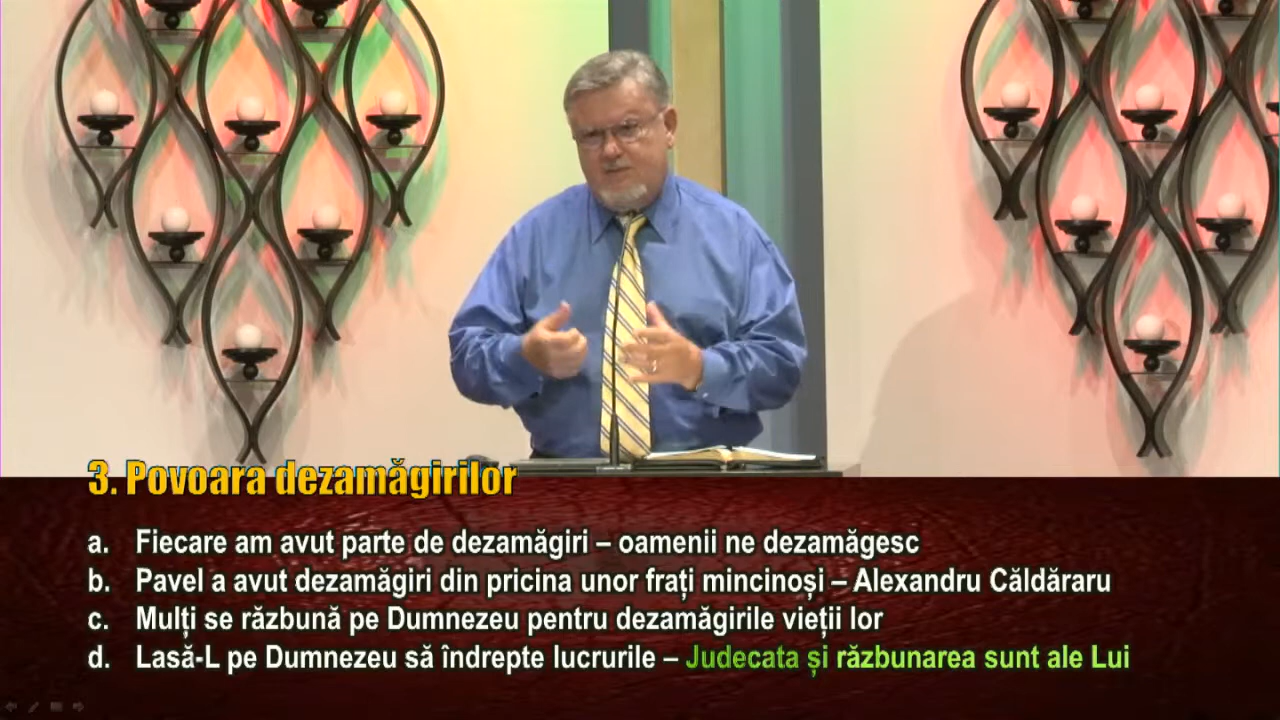 3. Povoara dezamăgirilor
a. Fiecare am avut parte de dezamăgiri – oamenii ne dezamăgesc
b. Pavel a avut dezamăgiri din pricina unor frați mincinoși – Alexandru Căldăraru
c. Mulți se răzbună pe Dumnezeu pentru dezamăgirile vieții lor
d. Lasă-L pe Dumnezeu să îndrepte lucrurile – Judecata și răzbunarea sunt ale Lui